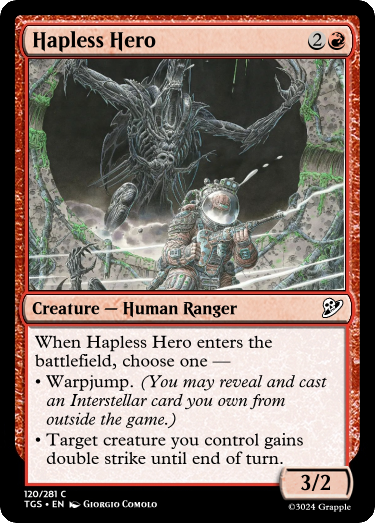 Hapless Hero 2
Creature — Human Ranger
When Hapless Hero enters the
battlefield, choose one —
• Warpjump. (You may reveal and cast
an Interstellar card you own from
outside the game.)
• Target creature you control gains
double strike until end of turn.
3/2
120/281 C
TGS • EN Giorgio Comolo
©3024 Grapple